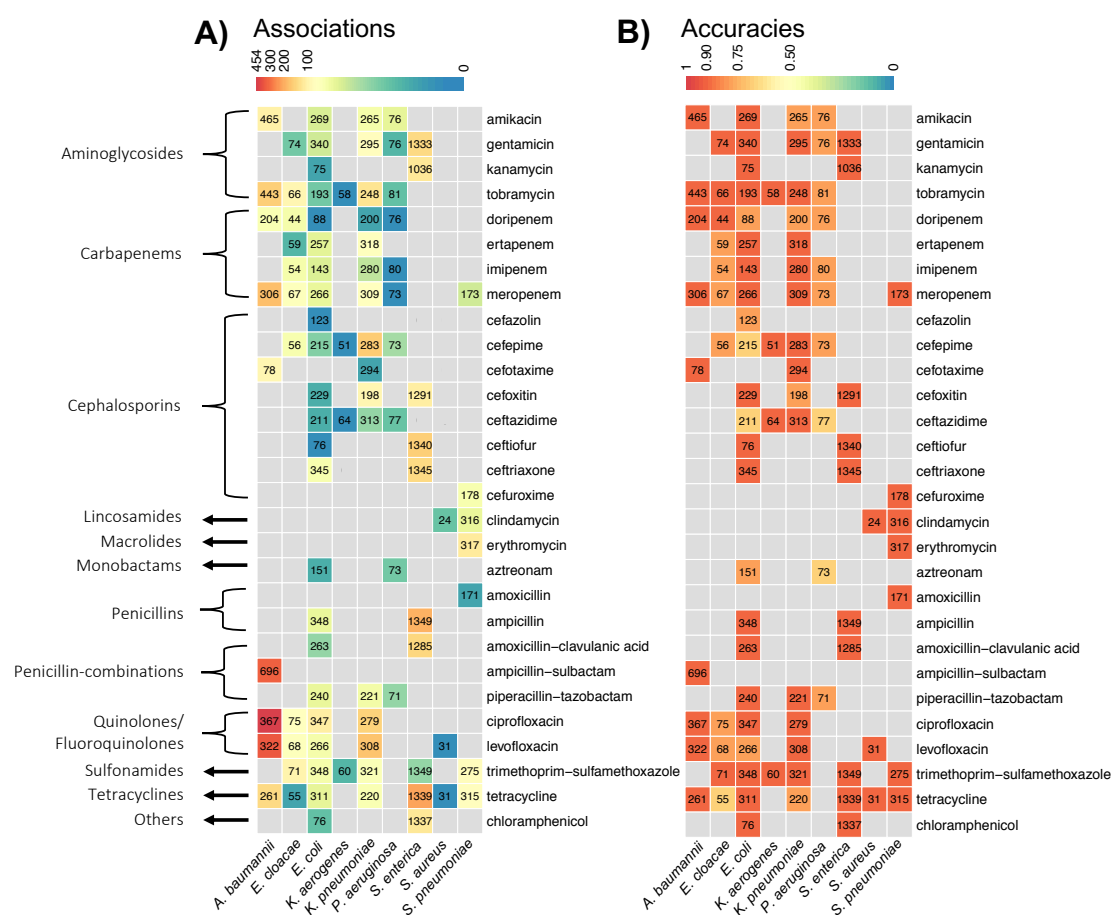 A) Associations
454 300 200 100 0
Aminoglycosides
Carbapenems
Cephalosporins
Lincosamides
Macrolides
Monobactams
Penicillins
Penicillin-combinations
Quinolones/
Fluoroquinolones
Sulfonamides
Tetracyclines
Others
465 269 265 76 amikacin
74 340 295 76 1333 gentamicin
75 1036 kanamycin
443 66 193 58 248 81 tobramycin
204 44 88 200 76 doripenem
59 257 318 ertapenem
54 143 280 80 imipenem
306 67 266 309 73 173 meropenem
123 cefazolin
56 215 51 283 73 cefepime
78 294 cefotaxime
229 198 1291 cefoxitin
211 64 313 77 ceftazidime
76 1340 ceftiofur
345 1345 ceftriaxone
178 cefuroxime
24 316 clindamycin
317 erythromycin
151 73 aztreonam
171 amoxicillin
348 1349 ampicillin
263 1285 amoxicillin−clavulanic acid
696 ampicillin−sulbactam
240 221 71 piperacillin−tazobactam
367 75 347 279 ciprofloxacin
322 68 266 308 31 levofloxacin
71 348 60 321 1349 275 trimethoprim−sulfamethoxazole
261 55 311 220 1339 31 315 tetracycline
76 1337 chloramphenicol
A. baumannii
E. cloacae
E. coli
K. aerogenes
K. pneumoniae
P. aeruginosa
S. enterica
S. aureus
S. pneumoniae
B) Accuracies
1 0.90 0.75 0.50 0
465 269 265 76 amikacin
74 340 295 76 1333 gentamicin
75 1036 kanamycin
443 66 193 58 248 81 tobramycin
204 44 88 200 76 doripenem
59 257 318 ertapenem
54 143 280 80 imipenem
306 67 266 309 73 173 meropenem
123 cefazolin
56 215 51 283 73 cefepime
78 294 cefotaxime
229 198 1291 cefoxitin
211 64 313 77 ceftazidime
76 1340 ceftiofur
345 1345 ceftriaxone
178 cefuroxime
24 316 clindamycin
317 erythromycin
151 73 aztreonam
171 amoxicillin
348 1349 ampicillin
263 1285 amoxicillin−clavulanic acid
696 ampicillin−sulbactam
240 221 71 piperacillin−tazobactam
367 75 347 279 ciprofloxacin
322 68 266 308 31 levofloxacin
71 348 60 321 1349 275 trimethoprim−sulfamethoxazole
261 55 311 220 1339 31 315 tetracycline
76 1337 chloramphenicol
A. baumannii
E. cloacae
E. coli
K. aerogenes
K. pneumoniae
P. aeruginosa
S. enterica
S. aureus
S. pneumoniae